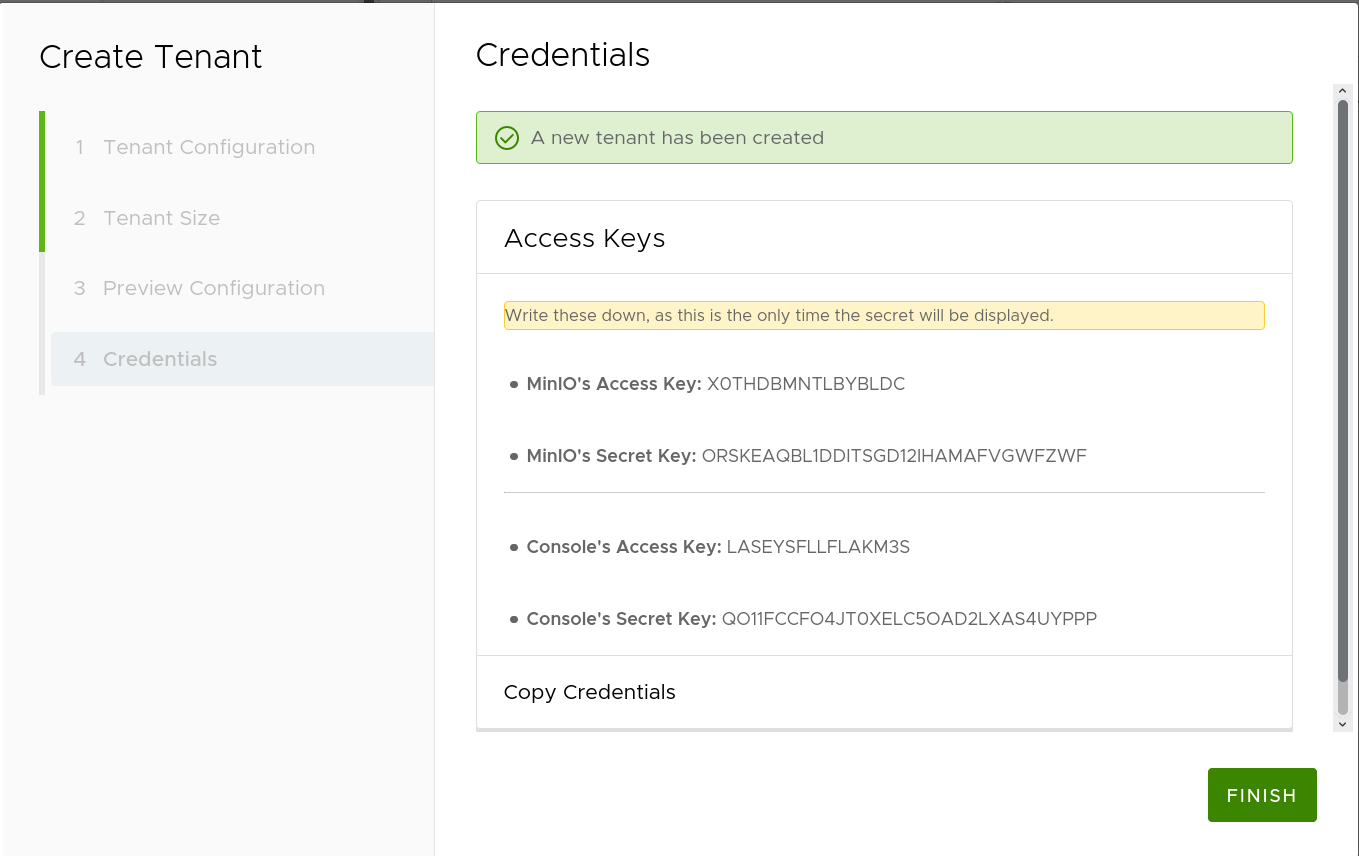 Create Tenant
1 Tenant Configuration
2 Tenant Size
3 Preview Configuration
4 Credentials
Credentials
A new tenant has been created
Access Keys
Write these down, as this is the only time the secret will be displayed.
MinIO's Access Key: X0THDBMNTLBYBLDC
MinIO's Secret Key: ORSKEAQBL1DDITSGD12IHAMAFVGWFZWF
Console's Access Key: LASEYSFLLFLAKM3S
Console's Secret Key: QO11FCCFO4JT0XELC5OAD2LXAS4UYPPP
Copy Credentials
FINISH